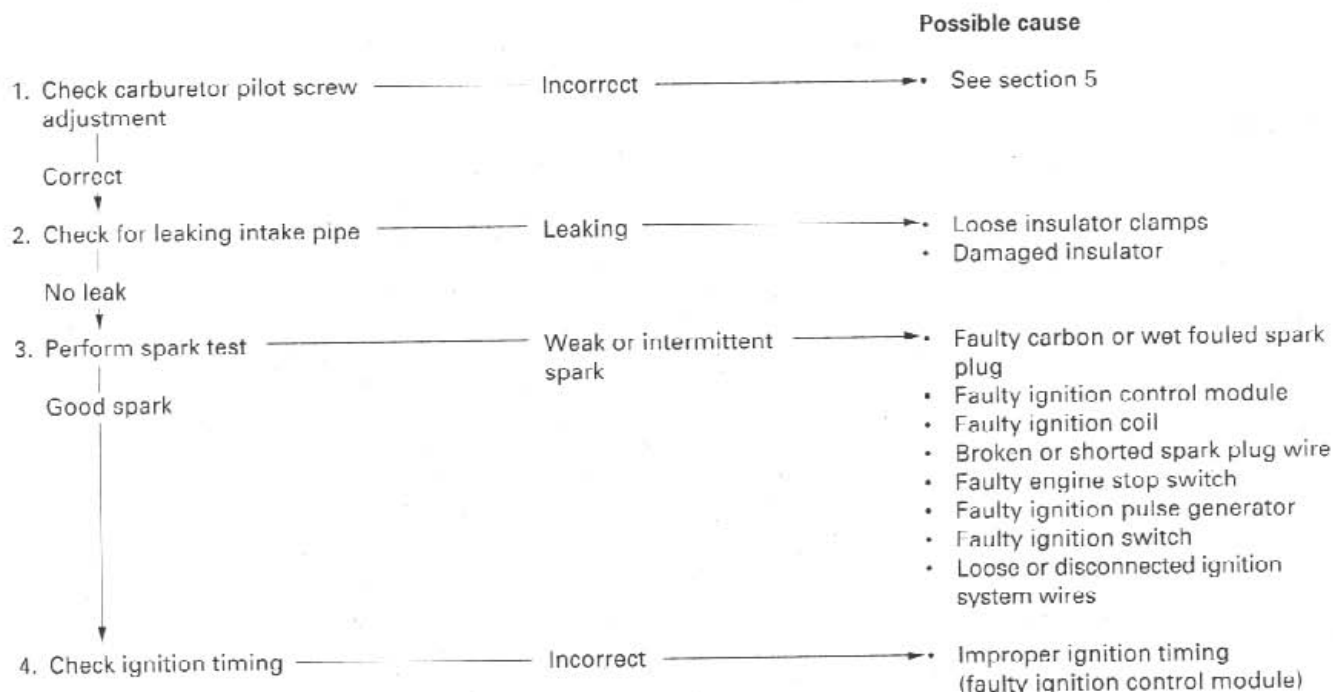 Possible cause
1. Check carburetor pilot screw adjustment
Incorrect
• See section 5
Correct
2. Check for leaking intake pipe
Leaking
• Loose insulator clamps
• Damaged insulator
No leak
3. Perform spark test
Weak or intermittent
spark
• Faulty carbon or wet fouled spark
plug
• Faulty ignition control module
• Faulty ignition coil
• Broken or shorted spark plug wire
• Faulty engine stop switch
• Faulty ignition pulse generator
• Faulty ignition switch
• Loose or disconnected ignition
system wires
Good spark
4. Check ignition timing
Incorrect
• Improper ignition timing
(faulty ignition control module)